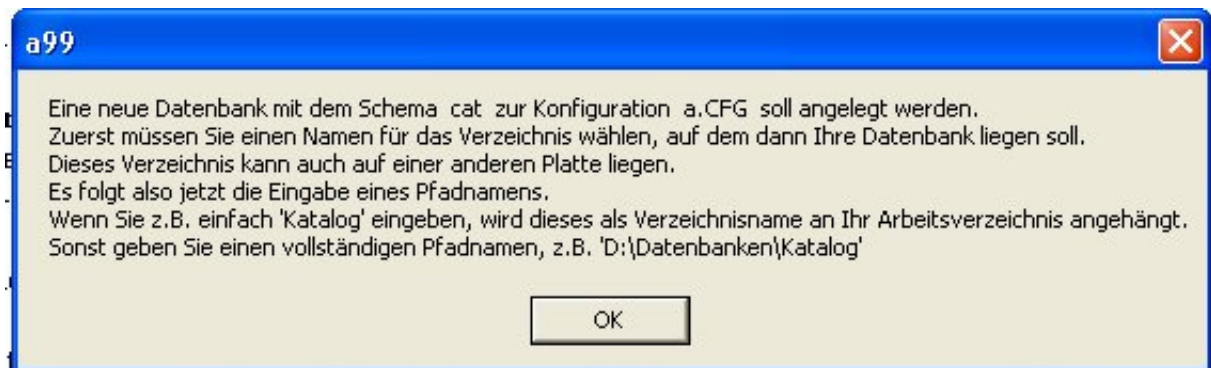 a99
Eine neue Datenbank mit dem Schema cat zur Konfiguration a.CFG soll angelegt werden.
Zuerst müssen Sie einen Namen für das Verzeichnis wählen, auf dem dann Ihre Datenbank liegen soll.
Dieses Verzeichnis kann auch auf einer anderen Platte liegen.
Es folgt also jetzt die Eingabe eines Pfadnamens.
Wenn Sie z.B. einfach 'Katalog' eingeben, wird dieses als Verzeichnisname an Ihr Arbeitsverzeichnis angehängt.
Sonst geben Sie einen vollständigen Pfadnamen, z.B. 'D:\Datenbanken\Katalog'
OK